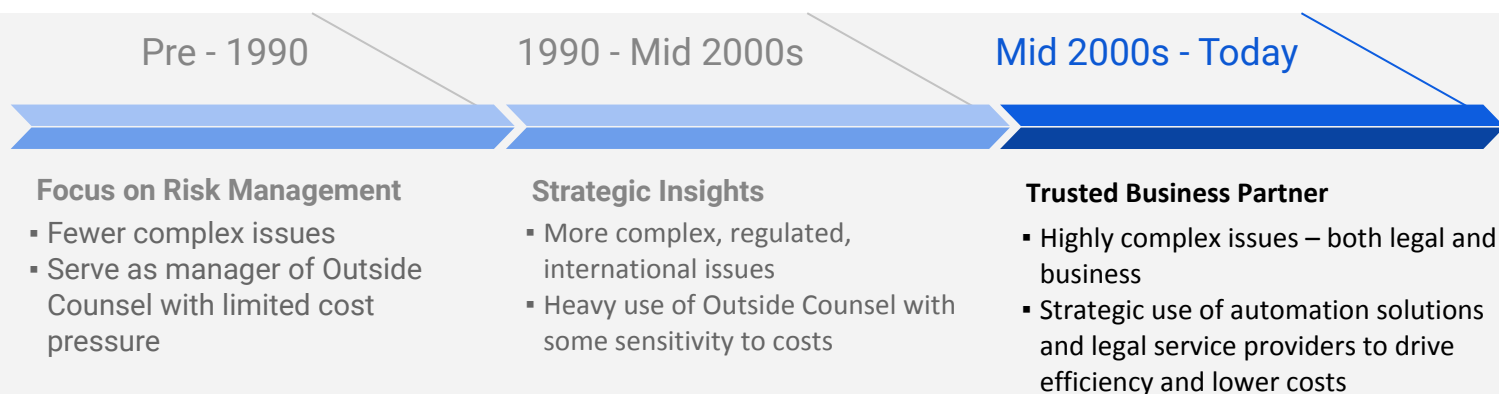 Pre - 1990
Focus on Risk Management
▪ Fewer complex issues
▪ Serve as manager of Outside
Counsel with limited cost
pressure
1990 - Mid 2000s
Strategic Insights
▪ More complex, regulated,
international issues
▪ Heavy use of Outside Counsel with
some sensitivity to costs
Mid 2000s - Today
Trusted Business Partner
▪ Highly complex issues – both legal and
business
▪ Strategic use of automation solutions
and legal service providers to drive
efficiency and lower costs